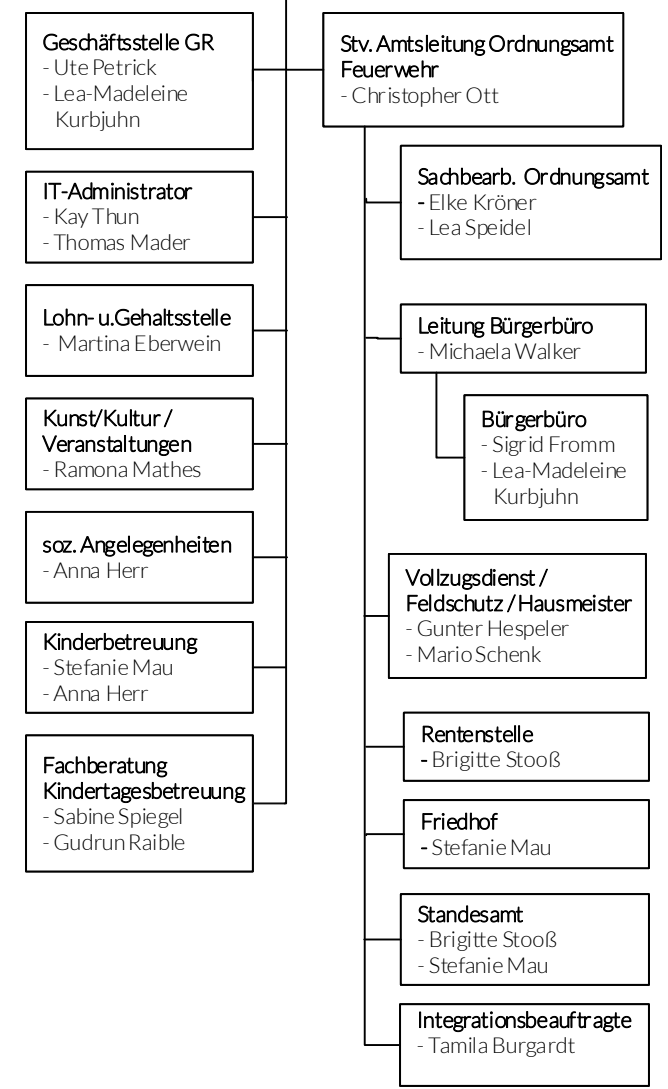 Geschäftsstelle GR
- Ute Petrick
- Lea-Madeleine
Kurbjuhn
IT-Administrator
- Kay Thun
- Thomas Mader
Lohn- u.Gehaltsstelle
- Martina Eberwein
Kunst/Kultur /
Veranstaltungen
- Ramona Mathes
soz. Angelegenheiten
- Anna Herr
Kinderbetreuung
- Stefanie Mau
- Anna Herr
Fachberatung
Kindertagesbetreuung
- Sabine Spiegel
- Gudrun Raible
Stv. Amtsleitung Ordnungsamt
Feuerwehr
- Christopher Ott
Sachbearb. Ordnungsamt
- Elke Kröner
- Lea Speidel
Leitung Bürgerbüro
- Michaela Walker
Bürgerbüro
- Sigrid Fromm
- Lea-Madeleine
Kurbjuhn
Vollzugsdienst /
Feldschutz / Hausmeister
- Gunter Hespeler
- Mario Schenk
Rentenstelle
- Brigitte Stooß
Friedhof
- Stefanie Mau
Standesamt
- Brigitte Stooß
- Stefanie Mau
Integrationsbeauftragte
- Tamila Burgardt